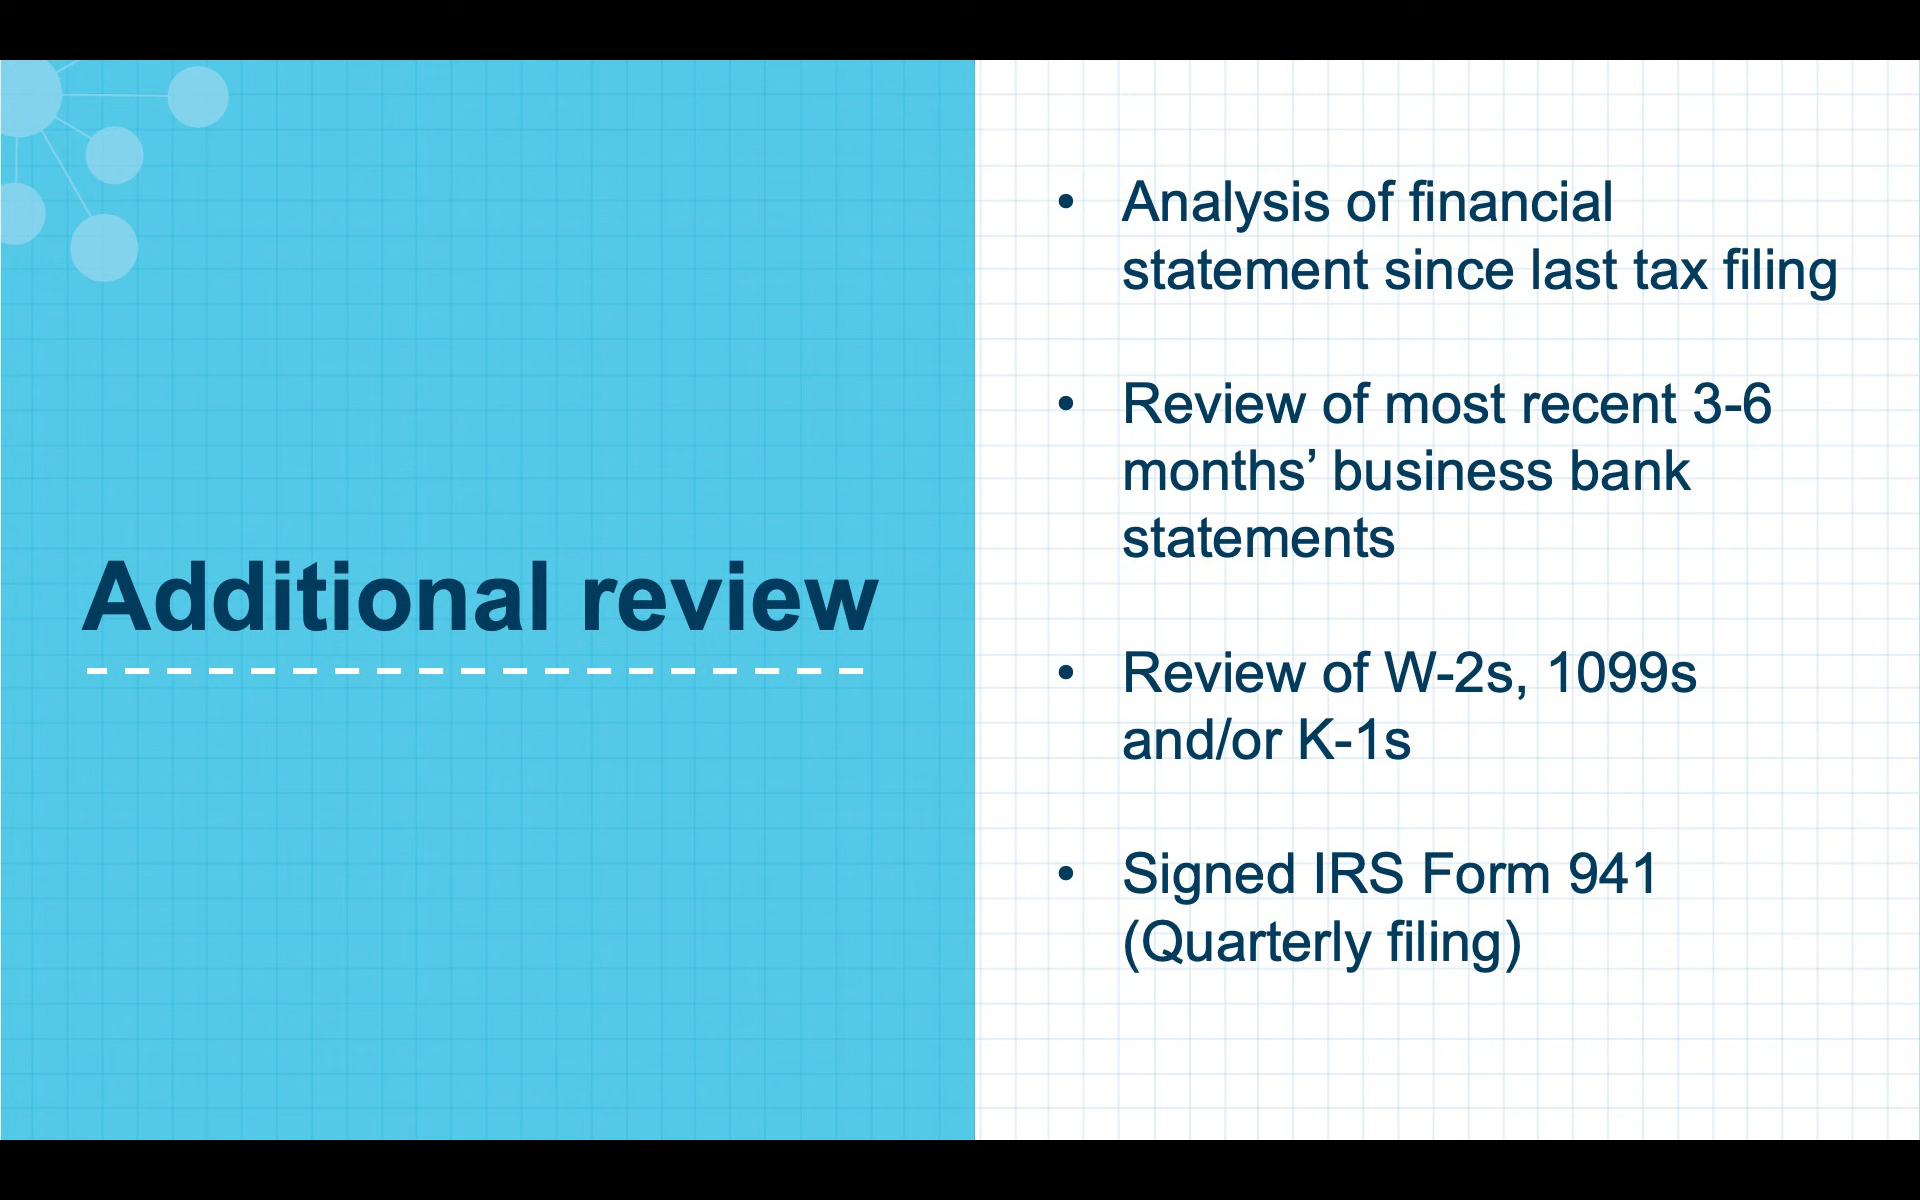 Additional review
• Analysis of financial
statement since last tax filing
• Review of most recent 3-6
months’ business bank
statements
• Review of W-2s, 1099s
and/or K-1s
• Signed IRS Form 941
(Quarterly filing)